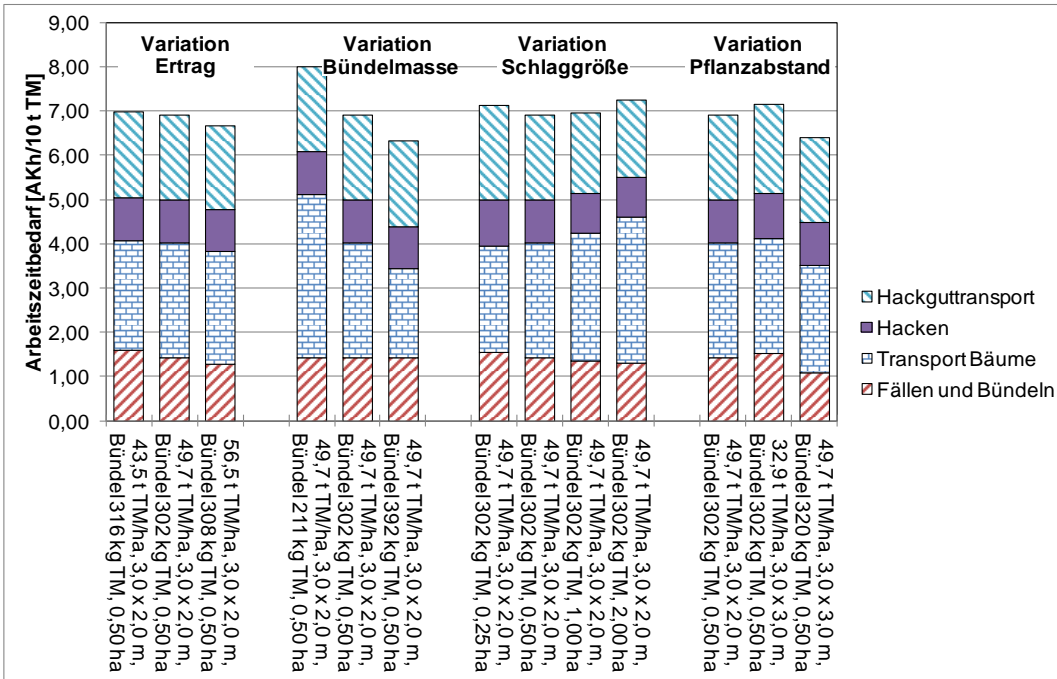 9,00
8,00
7,00
6,00
5,00
4,00
3,00
2,00
1,00
0,00
Arbeitszeitbedarf [AKh/10 t TM]
Variation
Ertrag
Variation
Bündelmasse
Variation
Schlaggröße
Variation
Pflanzabstand
43,5 t TM/ha, 3,0 x 2,0 m,
Bündel 316 kg TM, 0,50 ha
49,7 t TM/ha, 3,0 x 2,0 m,
Bündel 302 kg TM, 0,50 ha
56,5 t TM/ha, 3,0 x 2,0 m,
Bündel 308 kg TM, 0,50 ha
49,7 t TM/ha, 3,0 x 2,0 m,
Bündel 211 kg TM, 0,50 ha
49,7 t TM/ha, 3,0 x 2,0 m,
Bündel 302 kg TM, 0,50 ha
49,7 t TM/ha, 3,0 x 2,0 m,
Bündel 392 kg TM, 0,50 ha
49,7 t TM/ha, 3,0 x 2,0 m,
Bündel 302 kg TM, 0,25 ha
49,7 t TM/ha, 3,0 x 2,0 m,
Bündel 302 kg TM, 0,50 ha
49,7 t TM/ha, 3,0 x 2,0 m,
Bündel 302 kg TM, 1,00 ha
49,7 t TM/ha, 3,0 x 2,0 m,
Bündel 302 kg TM, 2,00 ha
49,7 t TM/ha, 3,0 x 2,0 m,
Bündel 302 kg TM, 0,50 ha
32,9 t TM/ha, 3,0 x 3,0 m,
Bündel 302 kg TM, 0,50 ha
49,7 t TM/ha, 3,0 x 3,0 m,
Bündel 320 kg TM, 0,50 ha
Hackguttransport
Hacken
Transport Bäume
Fällen und Bündeln